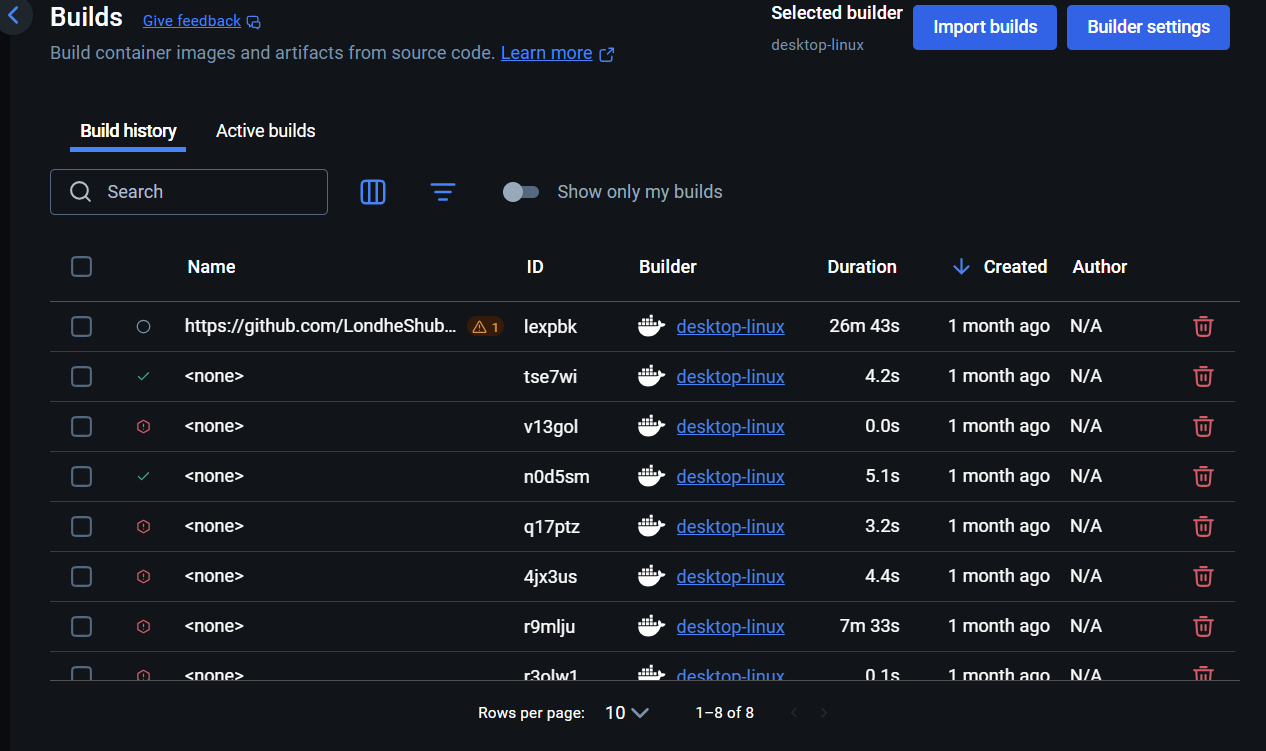 Builds Give feedback
Selected builder
desktop-linux
Import builds
Builder settings
Build container images and artifacts from source code. Learn more
Build history Active builds
Search
Show only my builds
Name ID Builder Duration Created Author
https://github.com/LondheShub... 1 lexpbk desktop-linux 26m 43s 1 month ago N/A
<none> tse7wi desktop-linux 4.2s 1 month ago N/A
<none> v13gol desktop-linux 0.0s 1 month ago N/A
<none> n0d5sm desktop-linux 5.1s 1 month ago N/A
<none> q17ptz desktop-linux 3.2s 1 month ago N/A
<none> 4jx3us desktop-linux 4.4s 1 month ago N/A
<none> r9mlju desktop-linux 7m 33s 1 month ago N/A
<none> r3olw1 desktop-linux 0.1s 1 month ago N/A
Rows per page: 10 1–8 of 8